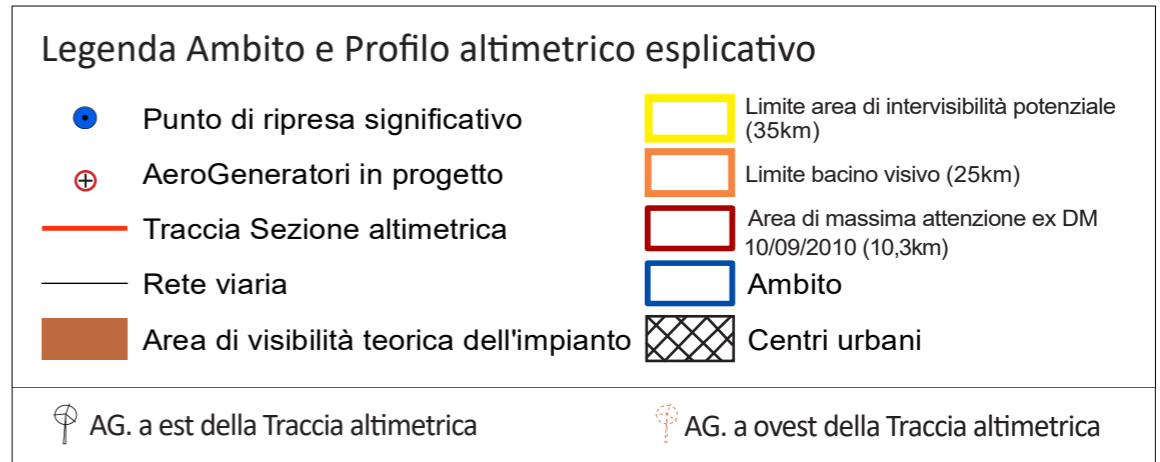 Legenda Ambito e Profilo altimetrico esplicativo
Punto di ripresa significativo
AeroGeneratori in progetto
Traccia Sezione altimetrica
Rete viaria
Area di visibilità teorica dell'impianto
Limite area di intervisibilità potenziale
(35km)
Limite bacino visivo (25km)
Area di massima attenzione ex DM
10/09/2010 (10,3km)
Ambito
Centri urbani
AG. a est della Traccia altimetrica
AG. a ovest della Traccia altimetrica